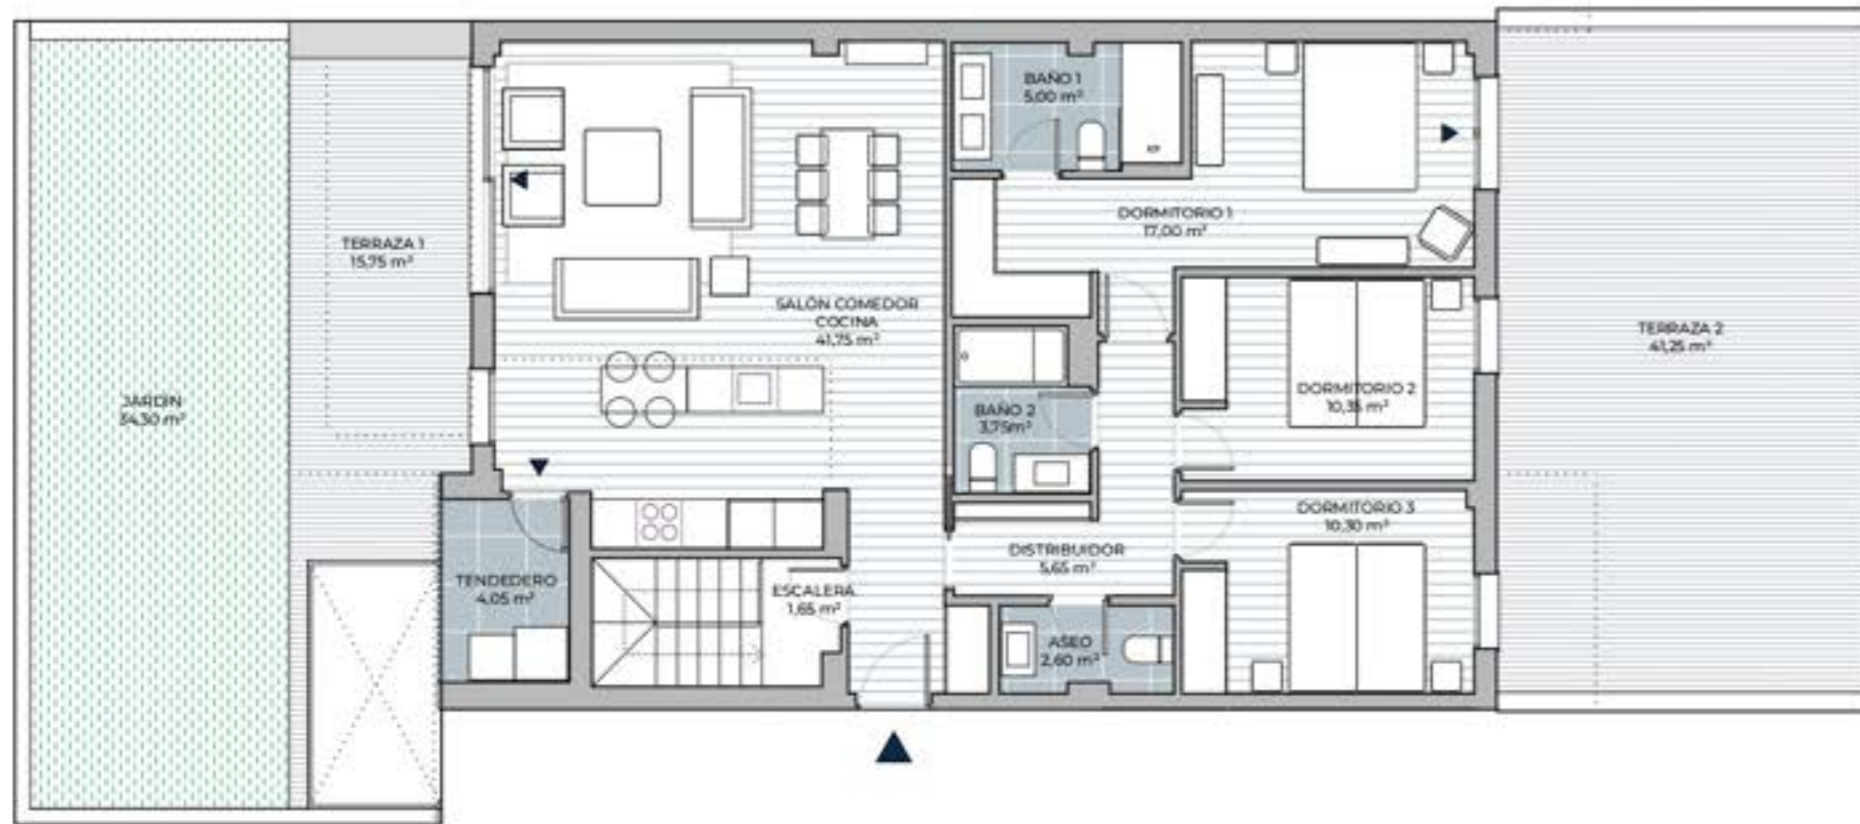 BAÑO 1
5,00 m²
DORMITORIO 1
17,00 m²
TERRAZA 1
15,75 m²
SALÓN COMEDOR
COCINA
41,75 m²
TERRAZA 2
41,25 m²
JARDÍN
54,30 m²
DORMITORIO 2
10,35 m²
BAÑO 2
3,75m²
DORMITORIO 3
10,30 m²
DISTRIBUIDOR
5,65 m²
TENDEDERO
4,05 m²
ESCALERA
1,65 m²
ASEO
2,60 m²